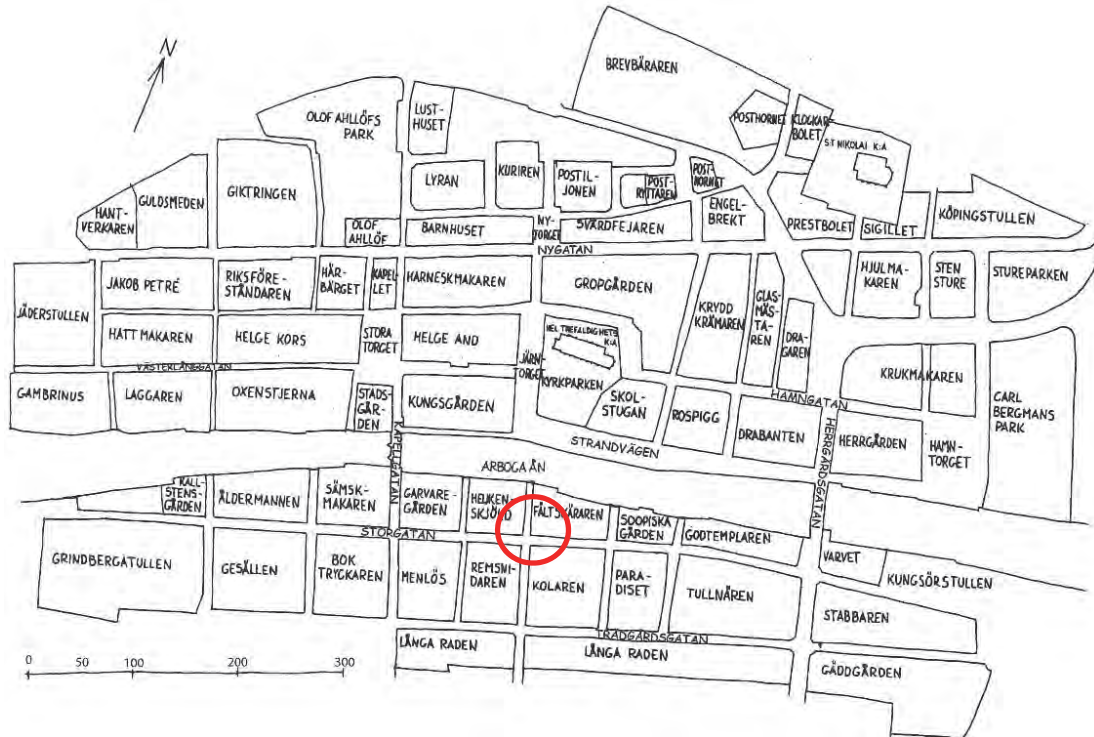 N
BREVBÄRAREN
OLOF AHLLÖFS
PARK
LUST-
HUSET
POSTHORNET
KLOCKAR-
BOLET
S:T NIKOLAI K:A
GULDSMEDEN
HANT-
VERKAREN
GIKTRINGEN
LYRAN
KURIREN
POSTIL-
JONEN
POST-
RYTTAREN
POST-
HORNET
ENGEL-
BREKT
PRESTBOLET
SIGILLET
KÖPINGSTULLEN
OLOF
AHLLÖF
BARNHUSET
NY-
TORGET
SVÄRDFEJAREN
NYGATAN
JÄDERSTULLEN
JAKOB PETRÉ
RIKSFÖRE-
STÅNDAREN
HÄR-
BÄRGET
KAPEL-
LET
HARNESKMAKAREN
GROPGÅRDEN
KRYDD
KRÄMAREN
GLAS-
MÄS-
TA-
REN
DRA-
GAREN
HJULMA-
KAREN
STEN
STURE
STUREPARKEN
HATTMAKAREN
HELGE KORS
STORA
TORGET
HELGE AND
JÄRN-
TORGET
HEL TREFALDIGHETS
K:A
KYRKPARKEN
VÄSTERLÅNGGATAN
GAMBRINUS
LAGGAREN
OXENSTJERNA
STADS-
GÅR-
DEN
KUNGSGÅRDEN
SKOL-
STUGAN
ROSPIGG
HAMNGATAN
DRABANTEN
KRUKMAKAREN
HERRGÅRDEN
HAMN-
TORGET
CARL
BERGMANS
PARK
STRANDVÄGEN
KAPELLGATAN
ARBOGAÅN
HERRGÅRDSGATAN
KALL-
STENS-
GÅRDEN
ÅLDERMANNEN
SÄMSK-
MAKAREN
GARVARE-
GÅRDEN
HELIKEN-
SKJÖLD
FÄLTSKÄRAREN
SOOPISKA
GÅRDEN
GODTEMPLAREN
STORGATAN
VARVET
KUNGSÖRSTULLEN
GRINDBERGATULLEN
GESÄLLEN
BOK
TRYCKAREN
MENLÖS
REMSNI-
DAREN
KOLAREN
PARA-
DISET
TULLNÄREN
STABBAREN
TRÄDGÅRDSGATAN
LÅNGA RADEN
LÅNGA RADEN
GÄDDGÅRDEN
0 50 100 200 300